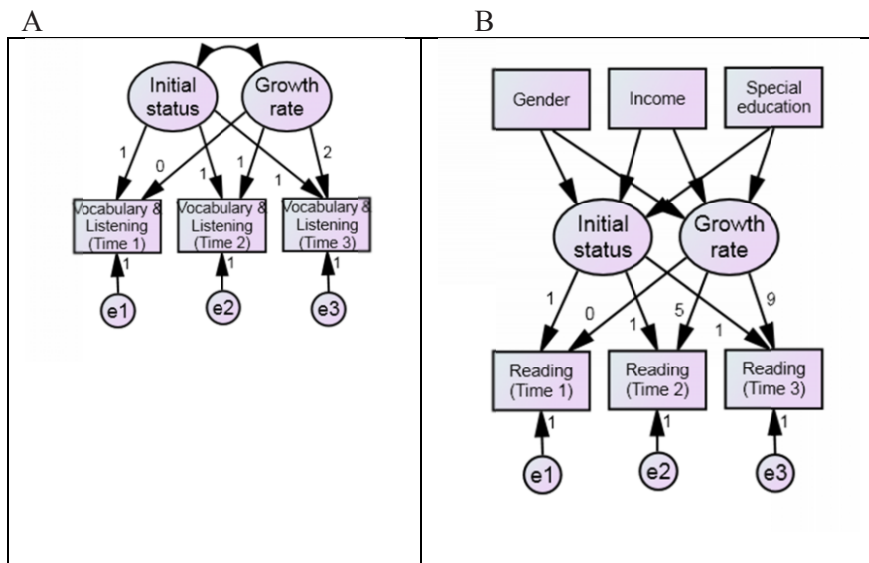 A
B
Initial
status
Growth
rate
1
0
1
1
1
2
Vocabulary &
Listening
(Time 1)
Vocabulary &
Listening
(Time 2)
Vocabulary &
Listening
(Time 3)
1
1
1
e1
e2
e3
Gender
Income
Special
education
Initial
status
Growth
rate
1
0
1
5
1
9
Reading
(Time 1)
Reading
(Time 2)
Reading
(Time 3)
1
1
1
e1
e2
e3